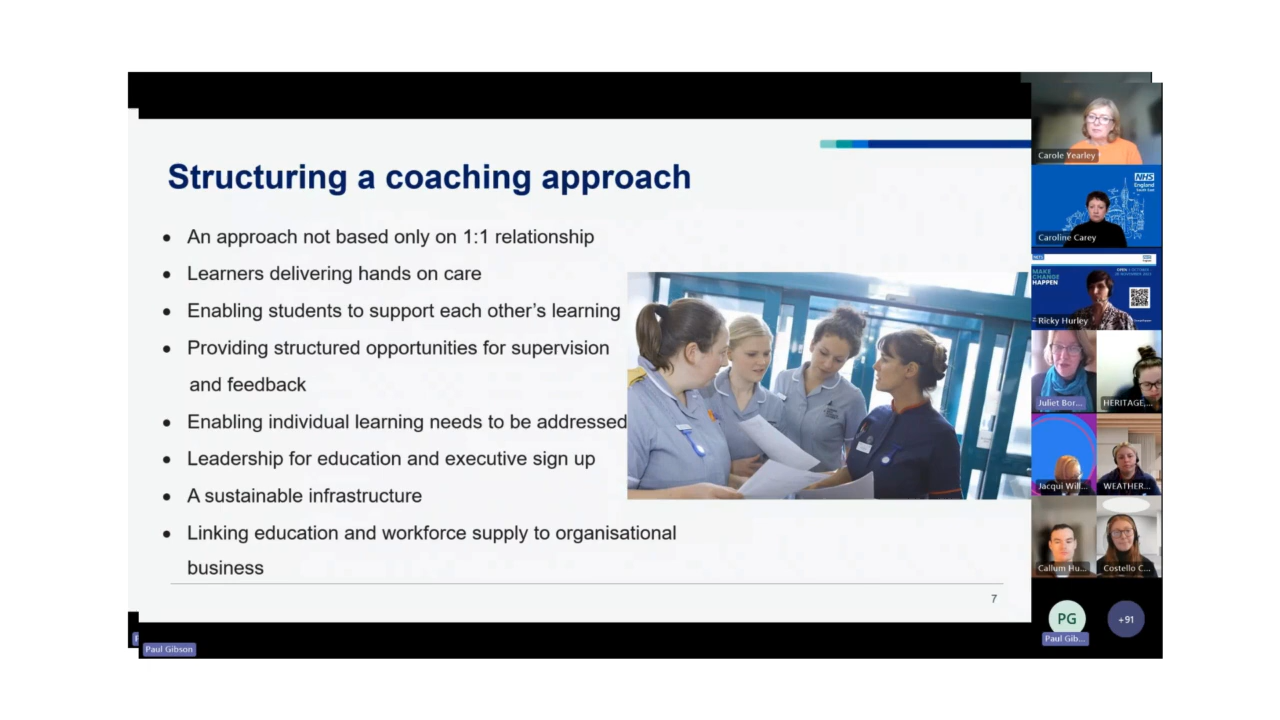 Structuring a coaching approach
An approach not based only on 1:1 relationship
Learners delivering hands on care
Enabling students to support each other's learning
Providing structured opportunities for supervision
and feedback
Enabling individual learning needs to be addressed
Leadership for education and executive sign up
A sustainable infrastructure
Linking education and workforce supply to organisational
business
7
Paul Gibson
Carole Yearley
NHS
England
South East
Caroline Carey
MAKE
CHANGE
HAPPEN
Ricky Hurley
Juliet Bor...
HERITAGE,...
Jacqui Will...
WEATHER...
Callum Hu...
Costello C...
PG
+91
Paul Gib...